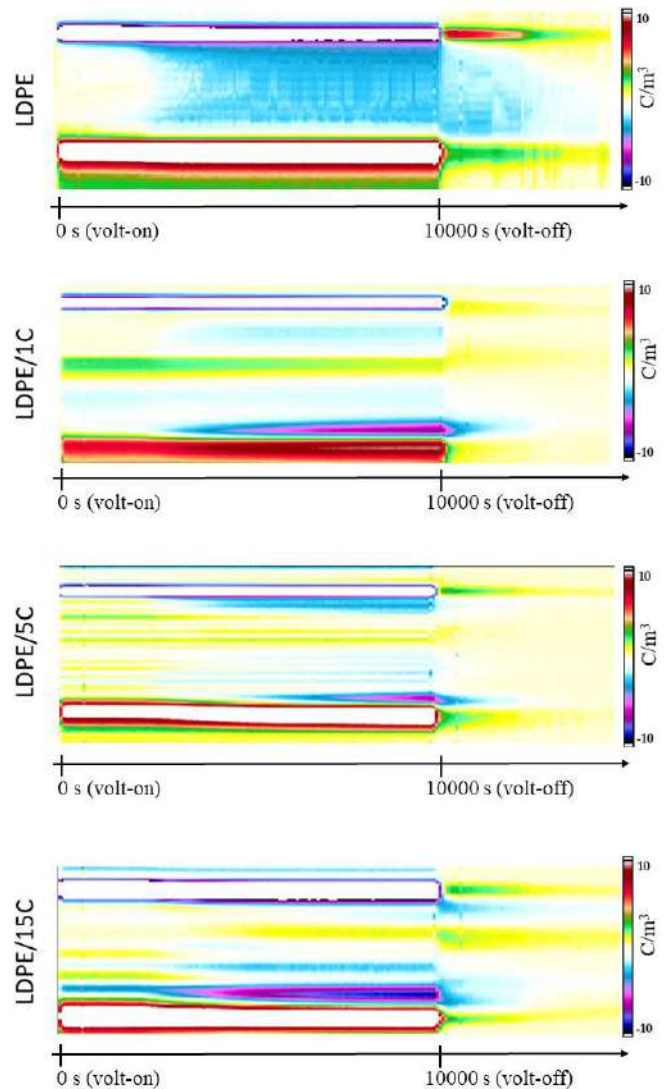 LDPE
10
C/m³
-10
0 s (volt-on)
10000 s (volt-off)
LDPE/1C
10
C/m³
-10
0 s (volt-on)
10000 s (volt-off)
LDPE/5C
10
C/m³
-10
0 s (volt-on)
10000 s (volt-off)
LDPE/15C
10
C/m³
-10
0 s (volt-on)
10000 s (volt-off)